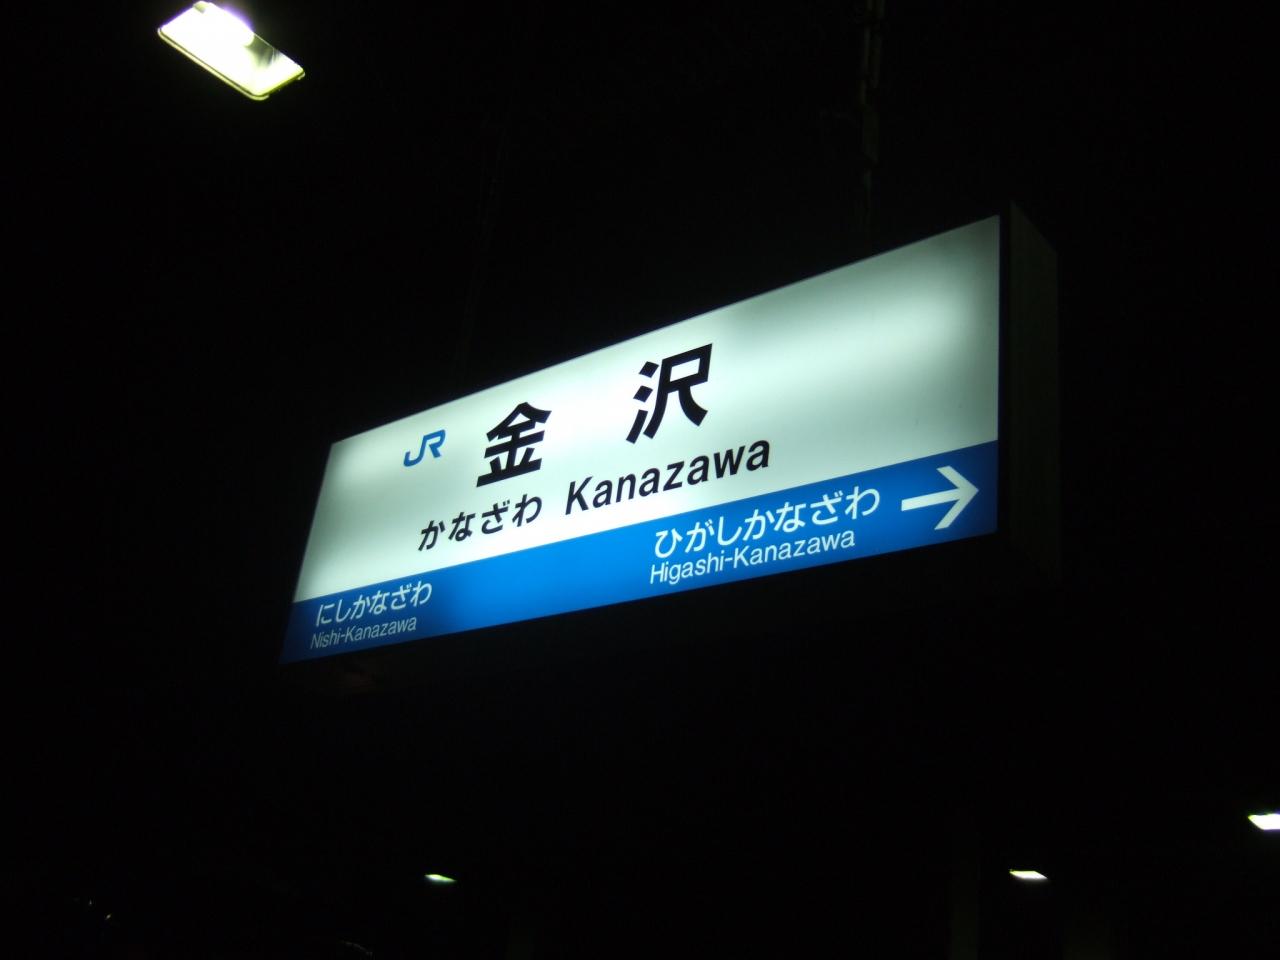 JR 金沢
かなざわ Kanazawa
ひがしかなざわ →
Higashi-Kanazawa
にしかなざわ
Nishi-Kanazawa